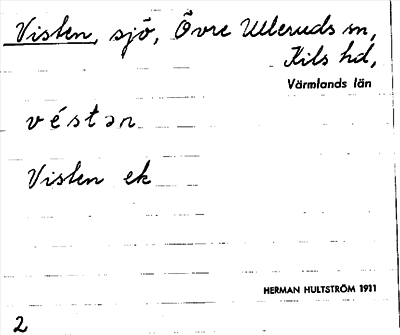 Visten, sjö, Övre Ulleruds sn,
Kils hd,
Värmlands län
véstən
Visten ek
HERMAN HULTSTRÖM 1911
2